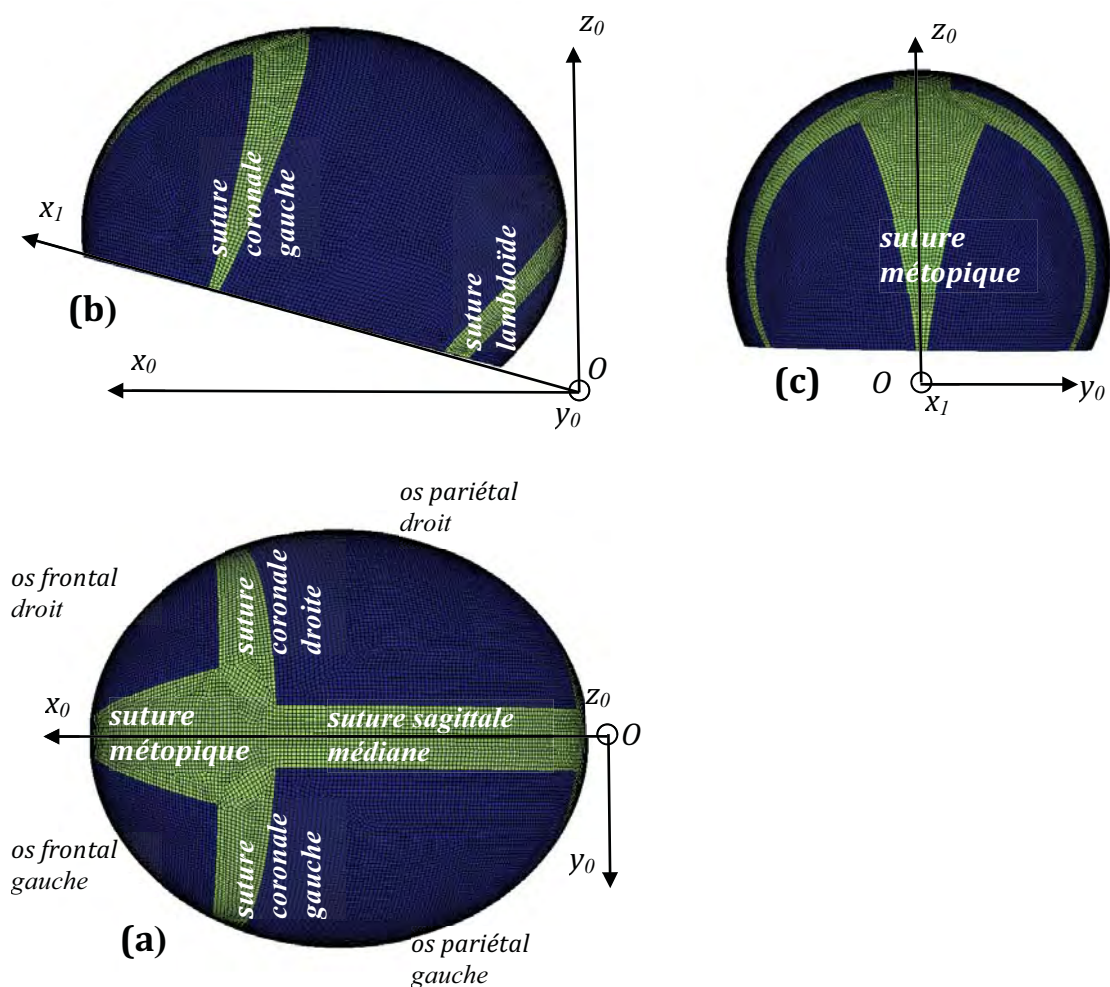 z₀
x₁
suture
coronale
gauche
suture
lambdoïde
(b)
x₀
O
y₀
z₀
suture
métopique
(c)
O
x₁
y₀
os pariétal
droit
os frontal
droit
suture
coronale
droite
x₀
suture
métopique
suture sagittale
médiane
z₀
O
y₀
os frontal
gauche
suture
coronale
gauche
(a)
os pariétal
gauche